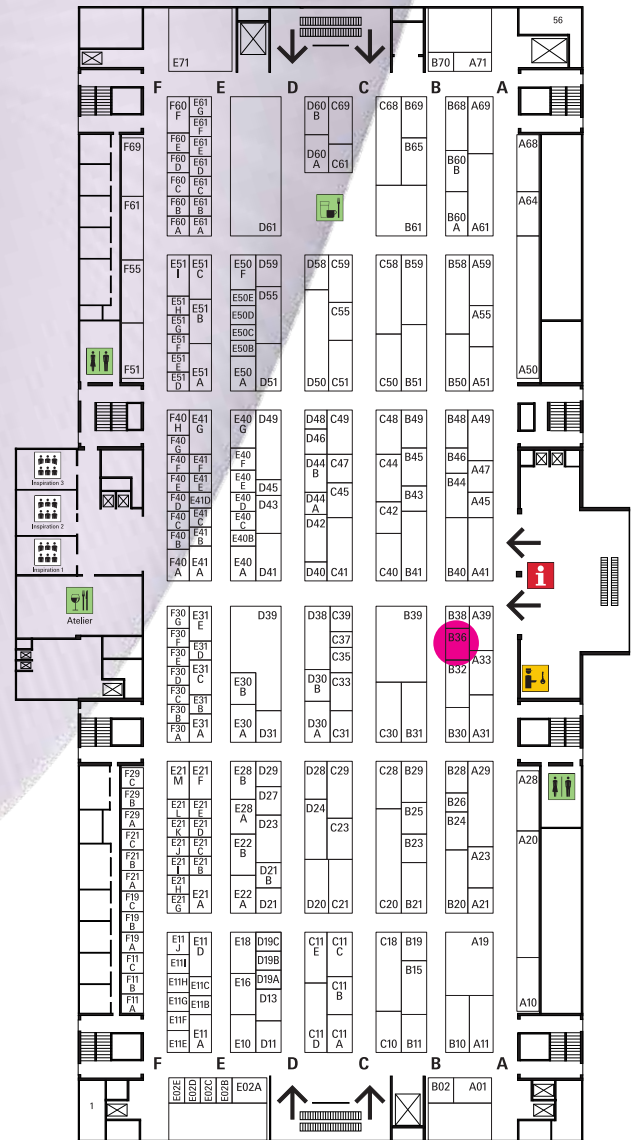 56
E71
B70 A71
F E D C B A
F60 F
E61 G
E61 F
F60 E
E61 E
F60 D
E61 D
F60 C
E61 C
F60 B
E61 B
F60 A
E61 A
D61
D60 B
C69
D60 A
C61
C68
B69
B65
B61
B68
A69
B60 B
B60 A
A61
F69
F61
F55
F51
A68
A64
A50
E51 I
E51 C
E51 H
E51 B
E51 G
E51 F
E51 E
E51 D
E51 A
E50 F
D59
E50E
D55
E50D
E50C
E50B
E50 A
D51
D58
C59
C55
D50
C51
B59
C50
B51
B58
A59
A55
B50
A51
F40 H
E41 G
F40 G
F40 F
E41 F
F40 E
E41 E
F40 D
E41D
F40 C
E41 C
F40 B
E41 B
F40 A
E41 A
E40 G
D49
E40 F
E40 E
D45
E40 D
D43
E40 C
E40B
E40 A
D41
D48
C49
D46
D44 B
C47
D44 A
C45
D42
D40
C41
C48
B49
C44
B45
B43
C42
C40
B41
B48
A49
B46
A47
B44
A45
B40
A41
Inspiration 3
Inspiration 2
Inspiration 1
Atelier
i
F30 G
E31 E
F30 F
F30 E
E31 D
F30 D
E31 C
F30 C
F30 B
E31 B
F30 A
E31 A
D39
E30 B
E30 A
D31
D38
C39
C37
C35
D30 B
C33
D30 A
C31
B39
C30
B31
B38
A39
B36
A33
B32
B30
A31
F29 C
F29 B
F29 A
F21 C
F21 B
F21 A
F19 C
F19 B
F19 A
F11 C
F11 B
F11 A
E21 M
E21 F
E21 L
E21 E
E21 K
E21 D
E21 J
E21 C
E21 I
E21 B
E21 H
E21 G
E21 A
E28 B
D29
D27
E28 A
D23
E22 B
D21 B
E22 A
D21
D28
C29
D24
C23
D20
C21
C28
B29
B25
B23
C20
B21
B28
A29
B26
B24
A23
B20
A21
A28
A20
A10
E11 J
E11 D
E11I
E11H
E11C
E11G
E11B
E11F
E11E
E11 A
E18
D19C
D19B
E16
D19A
D13
E10
D11
C11 E
C11 C
C11 B
C11 D
C11 A
C18
B19
B15
C10
B11
A19
B10
A11
F E D C B A
1
E02E
E02D
E02C
E02B
E02A
B02 A01